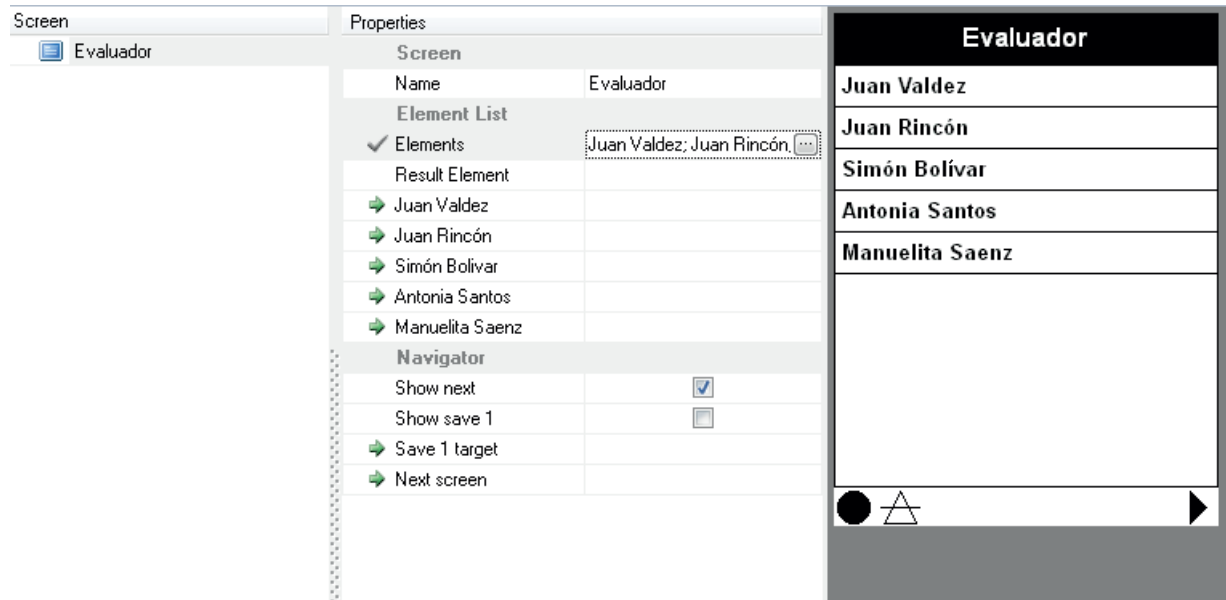 Screen
Evaluador
Properties
Screen
Name Evaluador
Element List
Elements Juan Valdez; Juan Rincón, ...
Result Element
Juan Valdez
Juan Rincón
Simón Bolivar
Antonia Santos
Manuelita Saenz
Navigator
Show next
Show save 1
Save 1 target
Next screen
Evaluador
Juan Valdez
Juan Rincón
Simón Bolívar
Antonia Santos
Manuelita Saenz